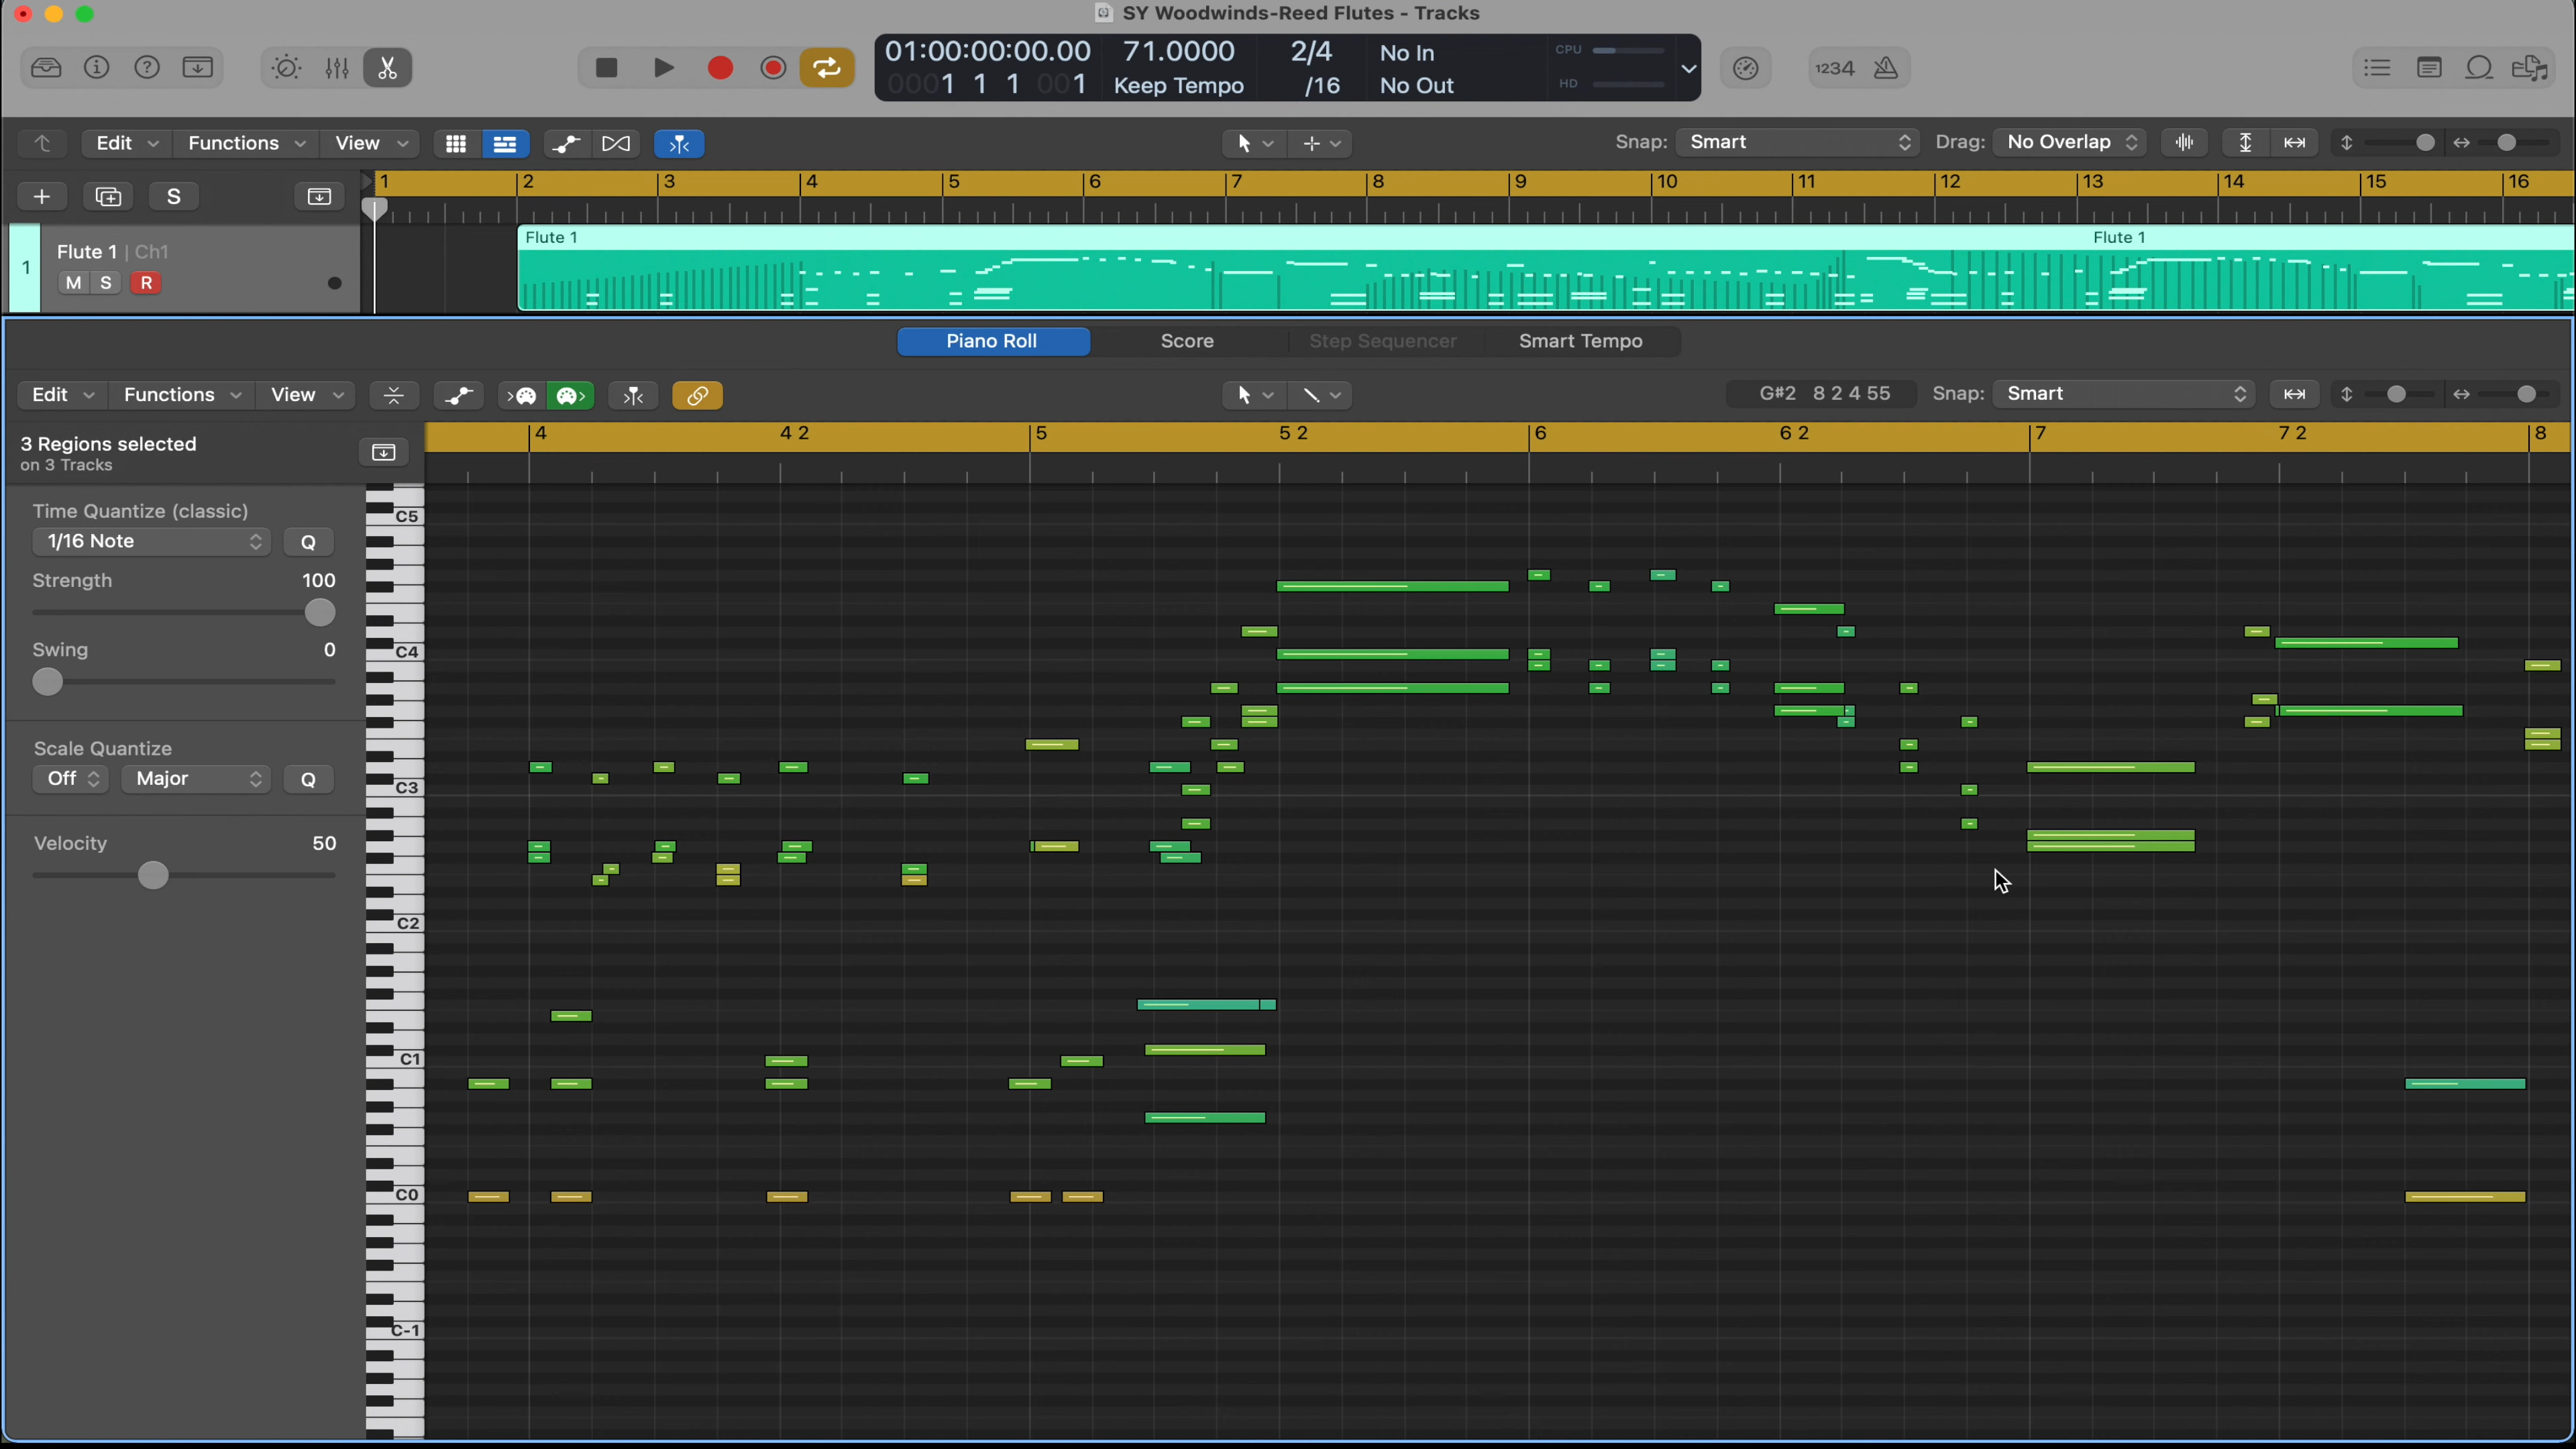 SY Woodwinds-Reed Flutes - Tracks
01:00:00:00.00 71.0000 2/4 No In CPU
0001 1 1 001 Keep Tempo /16 No Out HD
1234
Edit Functions View Snap: Smart Drag: No Overlap
S 1 2 3 4 5 6 7 8 9 10 11 12 13 14 15 16
1 Flute 1 | Ch1
M S R
Flute 1 Flute 1
Piano Roll Score Step Sequencer Smart Tempo
Edit Functions View G#2 8 2 4 55 Snap: Smart
4 4 2 5 5 2 6 6 2 7 7 2 8
3 Regions selected
on 3 Tracks
Time Quantize (classic)
1/16 Note Q
Strength 100
Swing 0
Scale Quantize
Off Major Q
Velocity 50
C5
C4
C3
C2
C1
C0
C-1